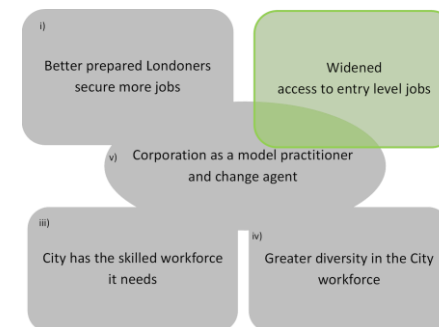 i)
Better prepared Londoners
secure more jobs
Widened
access to entry level jobs
v)
Corporation as a model practitioner
and change agent
iii)
City has the skilled workforce
it needs
iv)
Greater diversity in the City
workforce